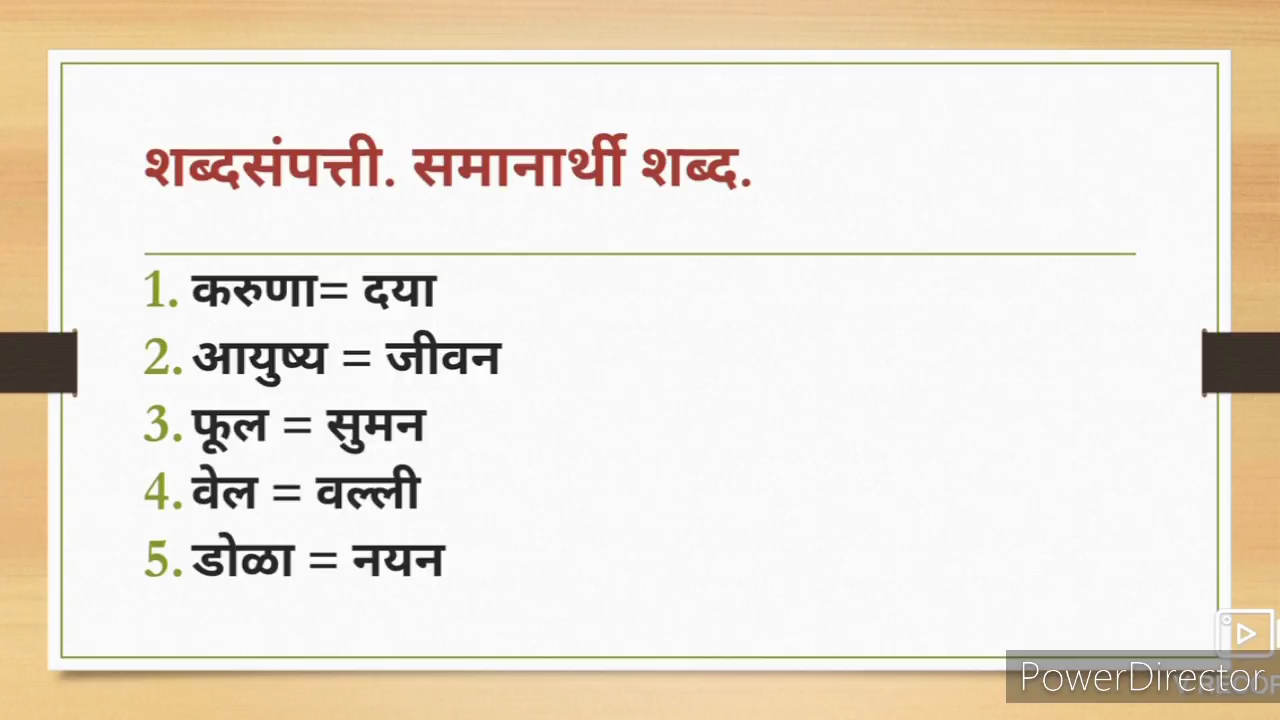 शब्दसंपत्ती. समानार्थी शब्द.
1. करुणा= दया
2. आयुष्य = जीवन
3. फूल = सुमन
4. वेल = वल्ली
5. डोळा = नयन
PowerDirector